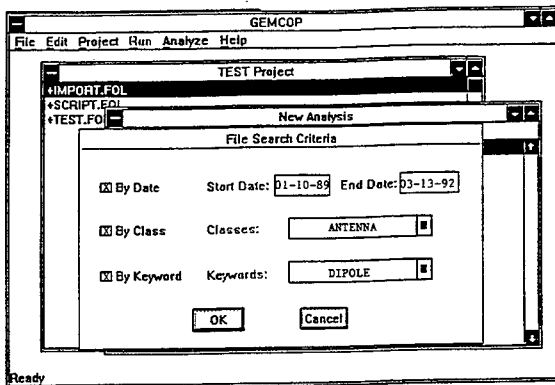 GEMCOP
File Edit Project Run Analyze Help
TEST Project
+IMPORT.FOL
+SCRIPT.FOL
+TEST.FO
New Analysis
File Search Criteria
X By Date Start Date: 01-10-89 End Date: 03-13-92
X By Class Classes: ANTENNA
X By Keyword Keywords: DIPOLE
OK Cancel
Ready